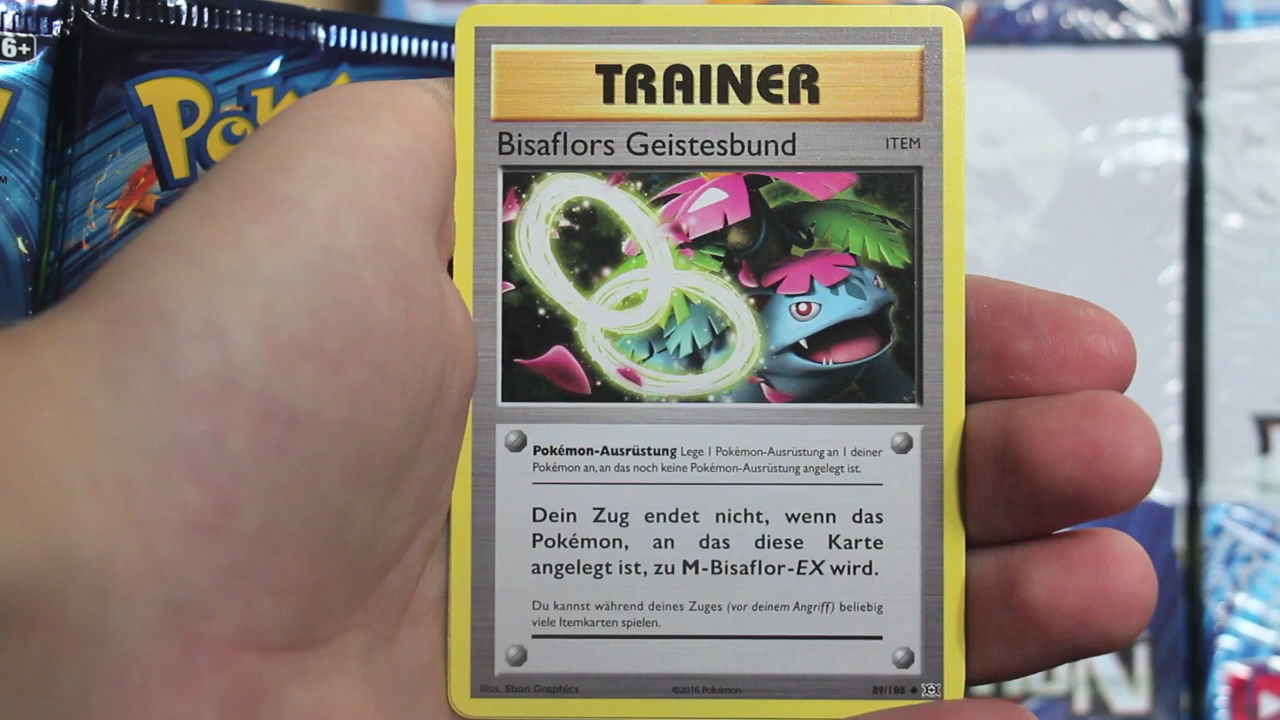 6+
Poké
TRAINER
Bisaflors Geistesbund
ITEM
Pokémon-Ausrüstung Lege 1 Pokémon-Ausrüstung an 1 deiner
Pokémon an, an das noch keine Pokémon-Ausrüstung angelegt ist.
Dein Zug endet nicht, wenn das
Pokémon, an das diese Karte
angelegt ist, zu M-Bisaflor-EX wird.
Du kannst während deines Zuges (vor deinem Angriff) beliebig
viele Itemkarten spielen.
Illus. 5ban Graphics
©2016 Pokémon
89/108